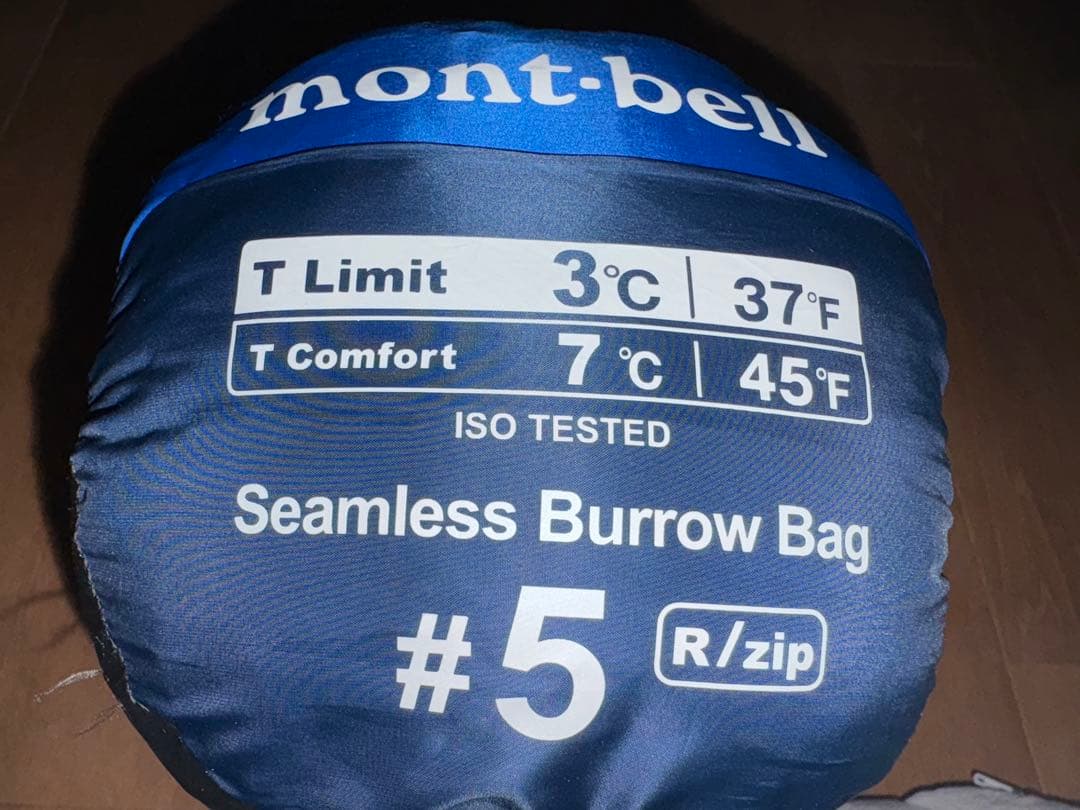 mont-bell
T Limit 3℃ | 37°F
T Comfort 7℃ | 45°F
ISO TESTED
Seamless Burrow Bag
#5 R/zip